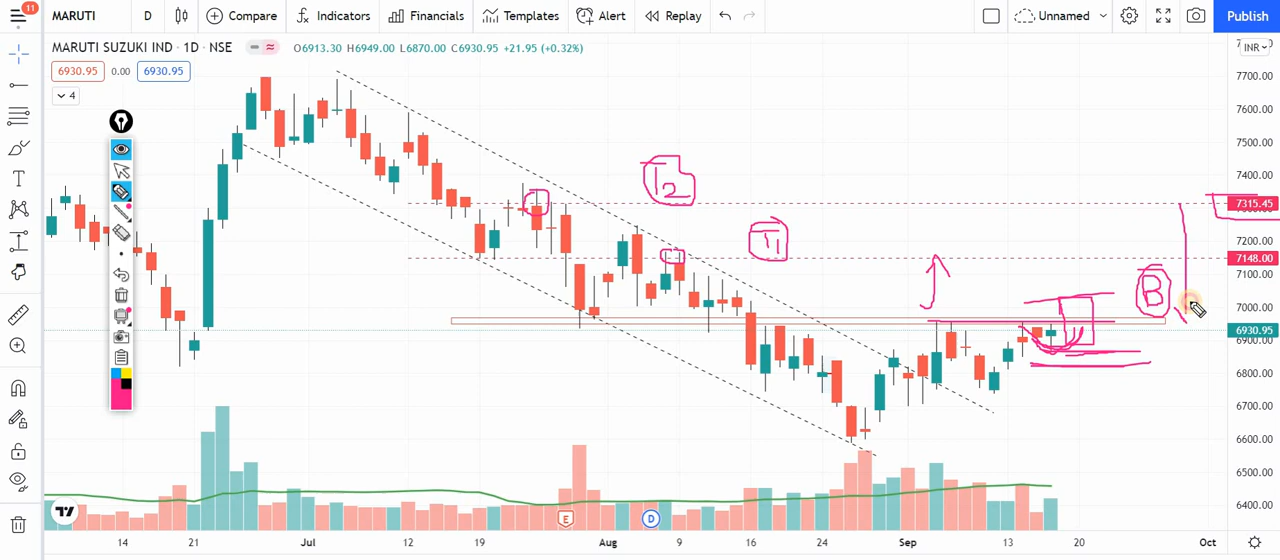 11
MARUTI
D
Compare
Indicators
Financials
Templates
Alert
Replay
Unnamed
Publish
MARUTI SUZUKI IND · 1D · NSE
O6913.30 H6949.00 L6870.00 C6930.95 +21.95 (+0.32%)
INR
6930.95 0.00 6930.95
4
7700.00
7600.00
7500.00
7400.00
7315.45
7200.00
7148.00
7100.00
7000.00
6930.95
6900.00
6800.00
6700.00
6600.00
6500.00
6400.00
T2
T1
B
E
D
14 21 Jul 12 19 Aug 9 16 24 Sep 13 20 Oct